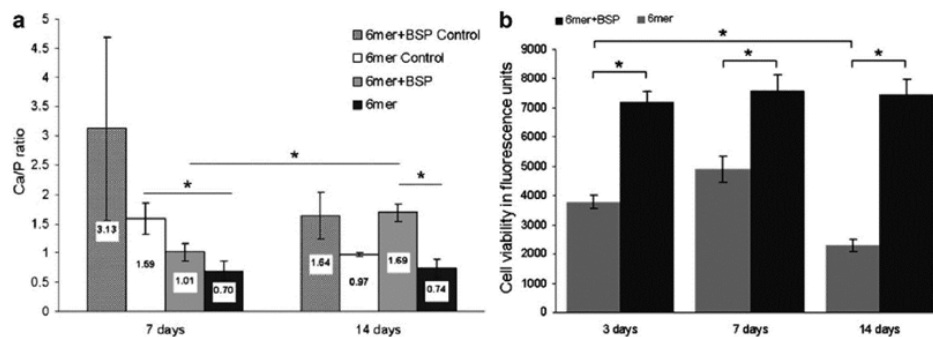 a
Ca/P ratio
5
4.5
4
3.5
3
2.5
2
1.5
1
0.5
0
6mer+BSP Control
6mer Control
6mer+BSP
6mer
*
*
*
3.13
1.59
1.01
0.70
1.64
0.97
1.69
0.74
7 days
14 days
b
6mer+BSP
6mer
Cell viability in fluorescence units
9000
8000
7000
6000
5000
4000
3000
2000
1000
0
*
*
*
*
3 days
7 days
14 days